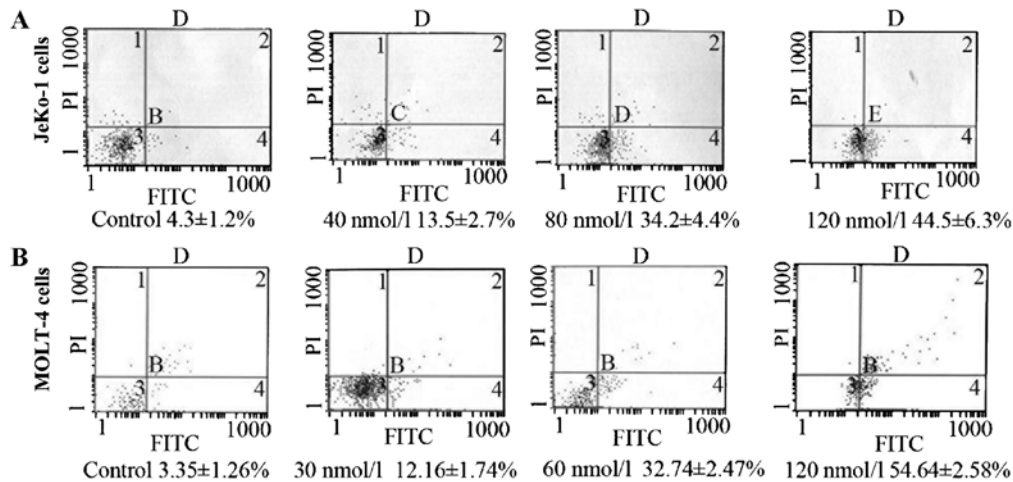 A
JeKo-1 cells
D
1 2
PI
1000
B
3 4
1
1 1000
FITC
Control 4.3±1.2%
D
1 2
PI
1000
C
3 4
1
1 1000
FITC
40 nmol/l 13.5±2.7%
D
1 2
PI
1000
D
3 4
1
1 1000
FITC
80 nmol/l 34.2±4.4%
D
1 2
PI
1000
E
3 4
1
1 1000
FITC
120 nmol/l 44.5±6.3%
B
MOLT-4 cells
D
1 2
PI
1000
B
3 4
1
1 1000
FITC
Control 3.35±1.26%
D
1 2
PI
1000
B
3 4
1
1 1000
FITC
30 nmol/l 12.16±1.74%
D
1 2
PI
1000
B
3 4
1
1 1000
FITC
60 nmol/l 32.74±2.47%
D
1 2
PI
1000
B
3 4
1
1 1000
FITC
120 nmol/l 54.64±2.58%